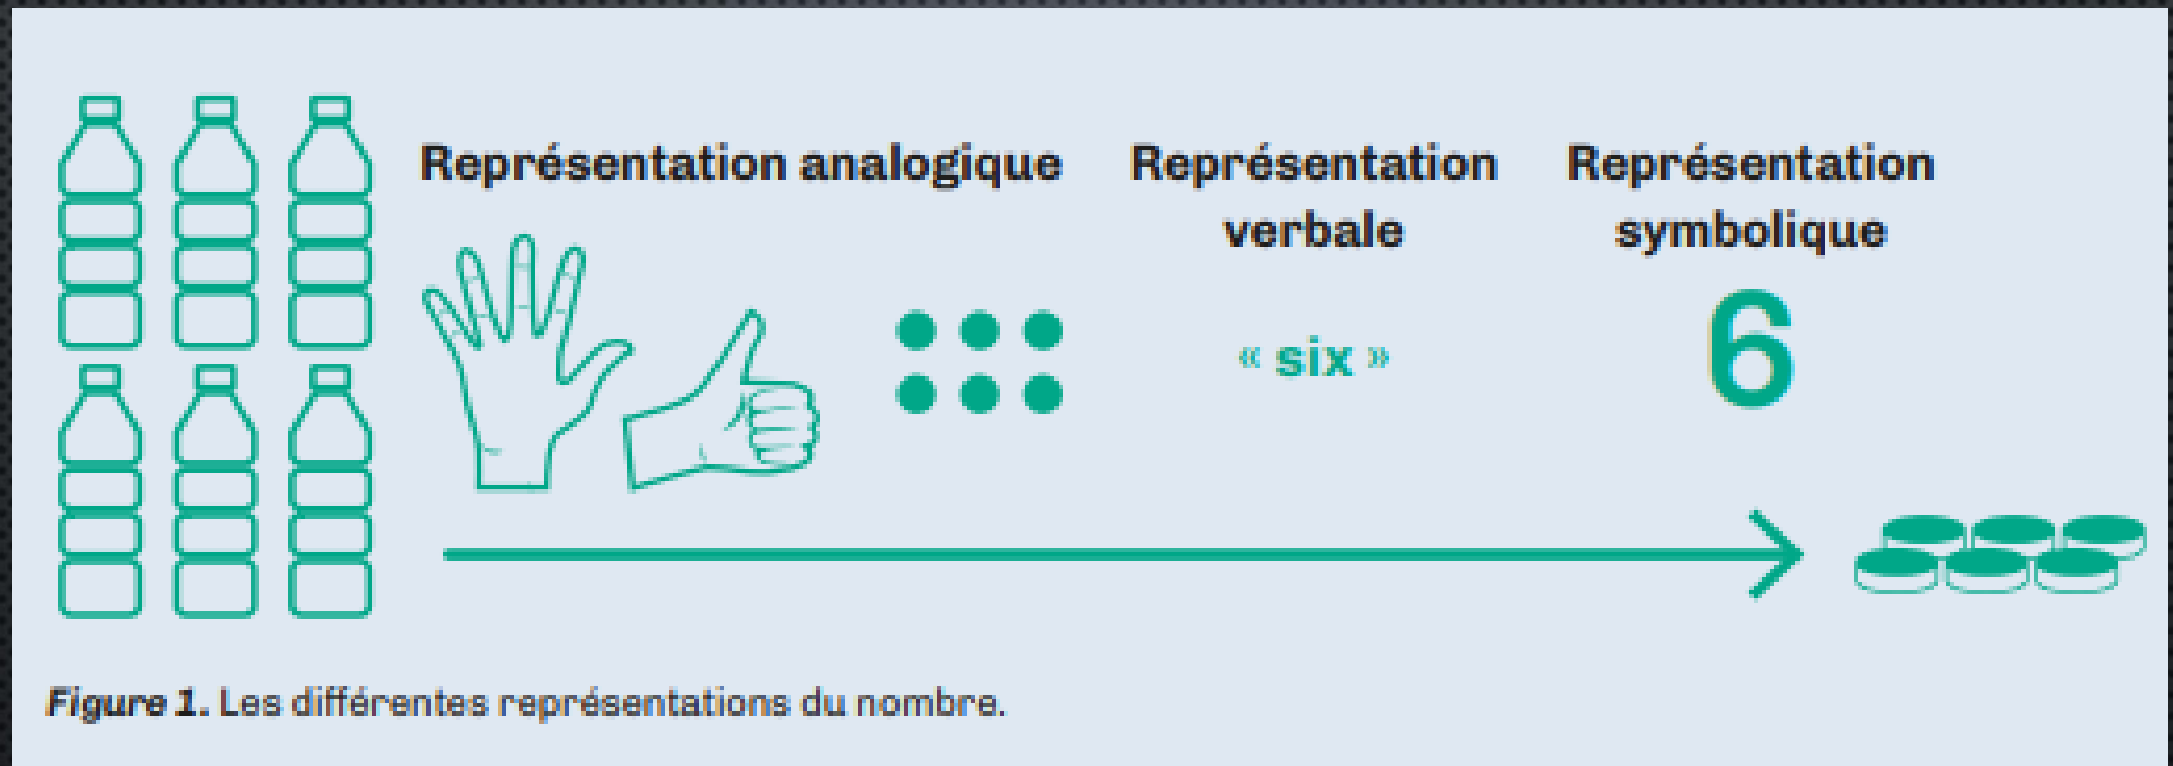 Représentation analogique
Représentation
verbale
Représentation
symbolique
« six »
6
Figure 1. Les différentes représentations du nombre.